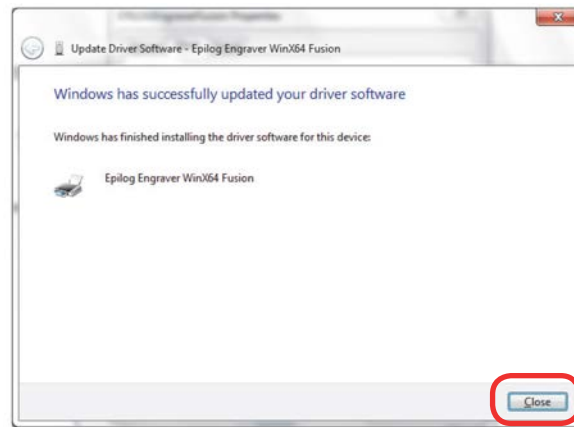 Update Driver Software - Epilog Engraver WinX64 Fusion
Windows has successfully updated your driver software
Windows has finished installing the driver software for this device:
Epilog Engraver WinX64 Fusion
Close